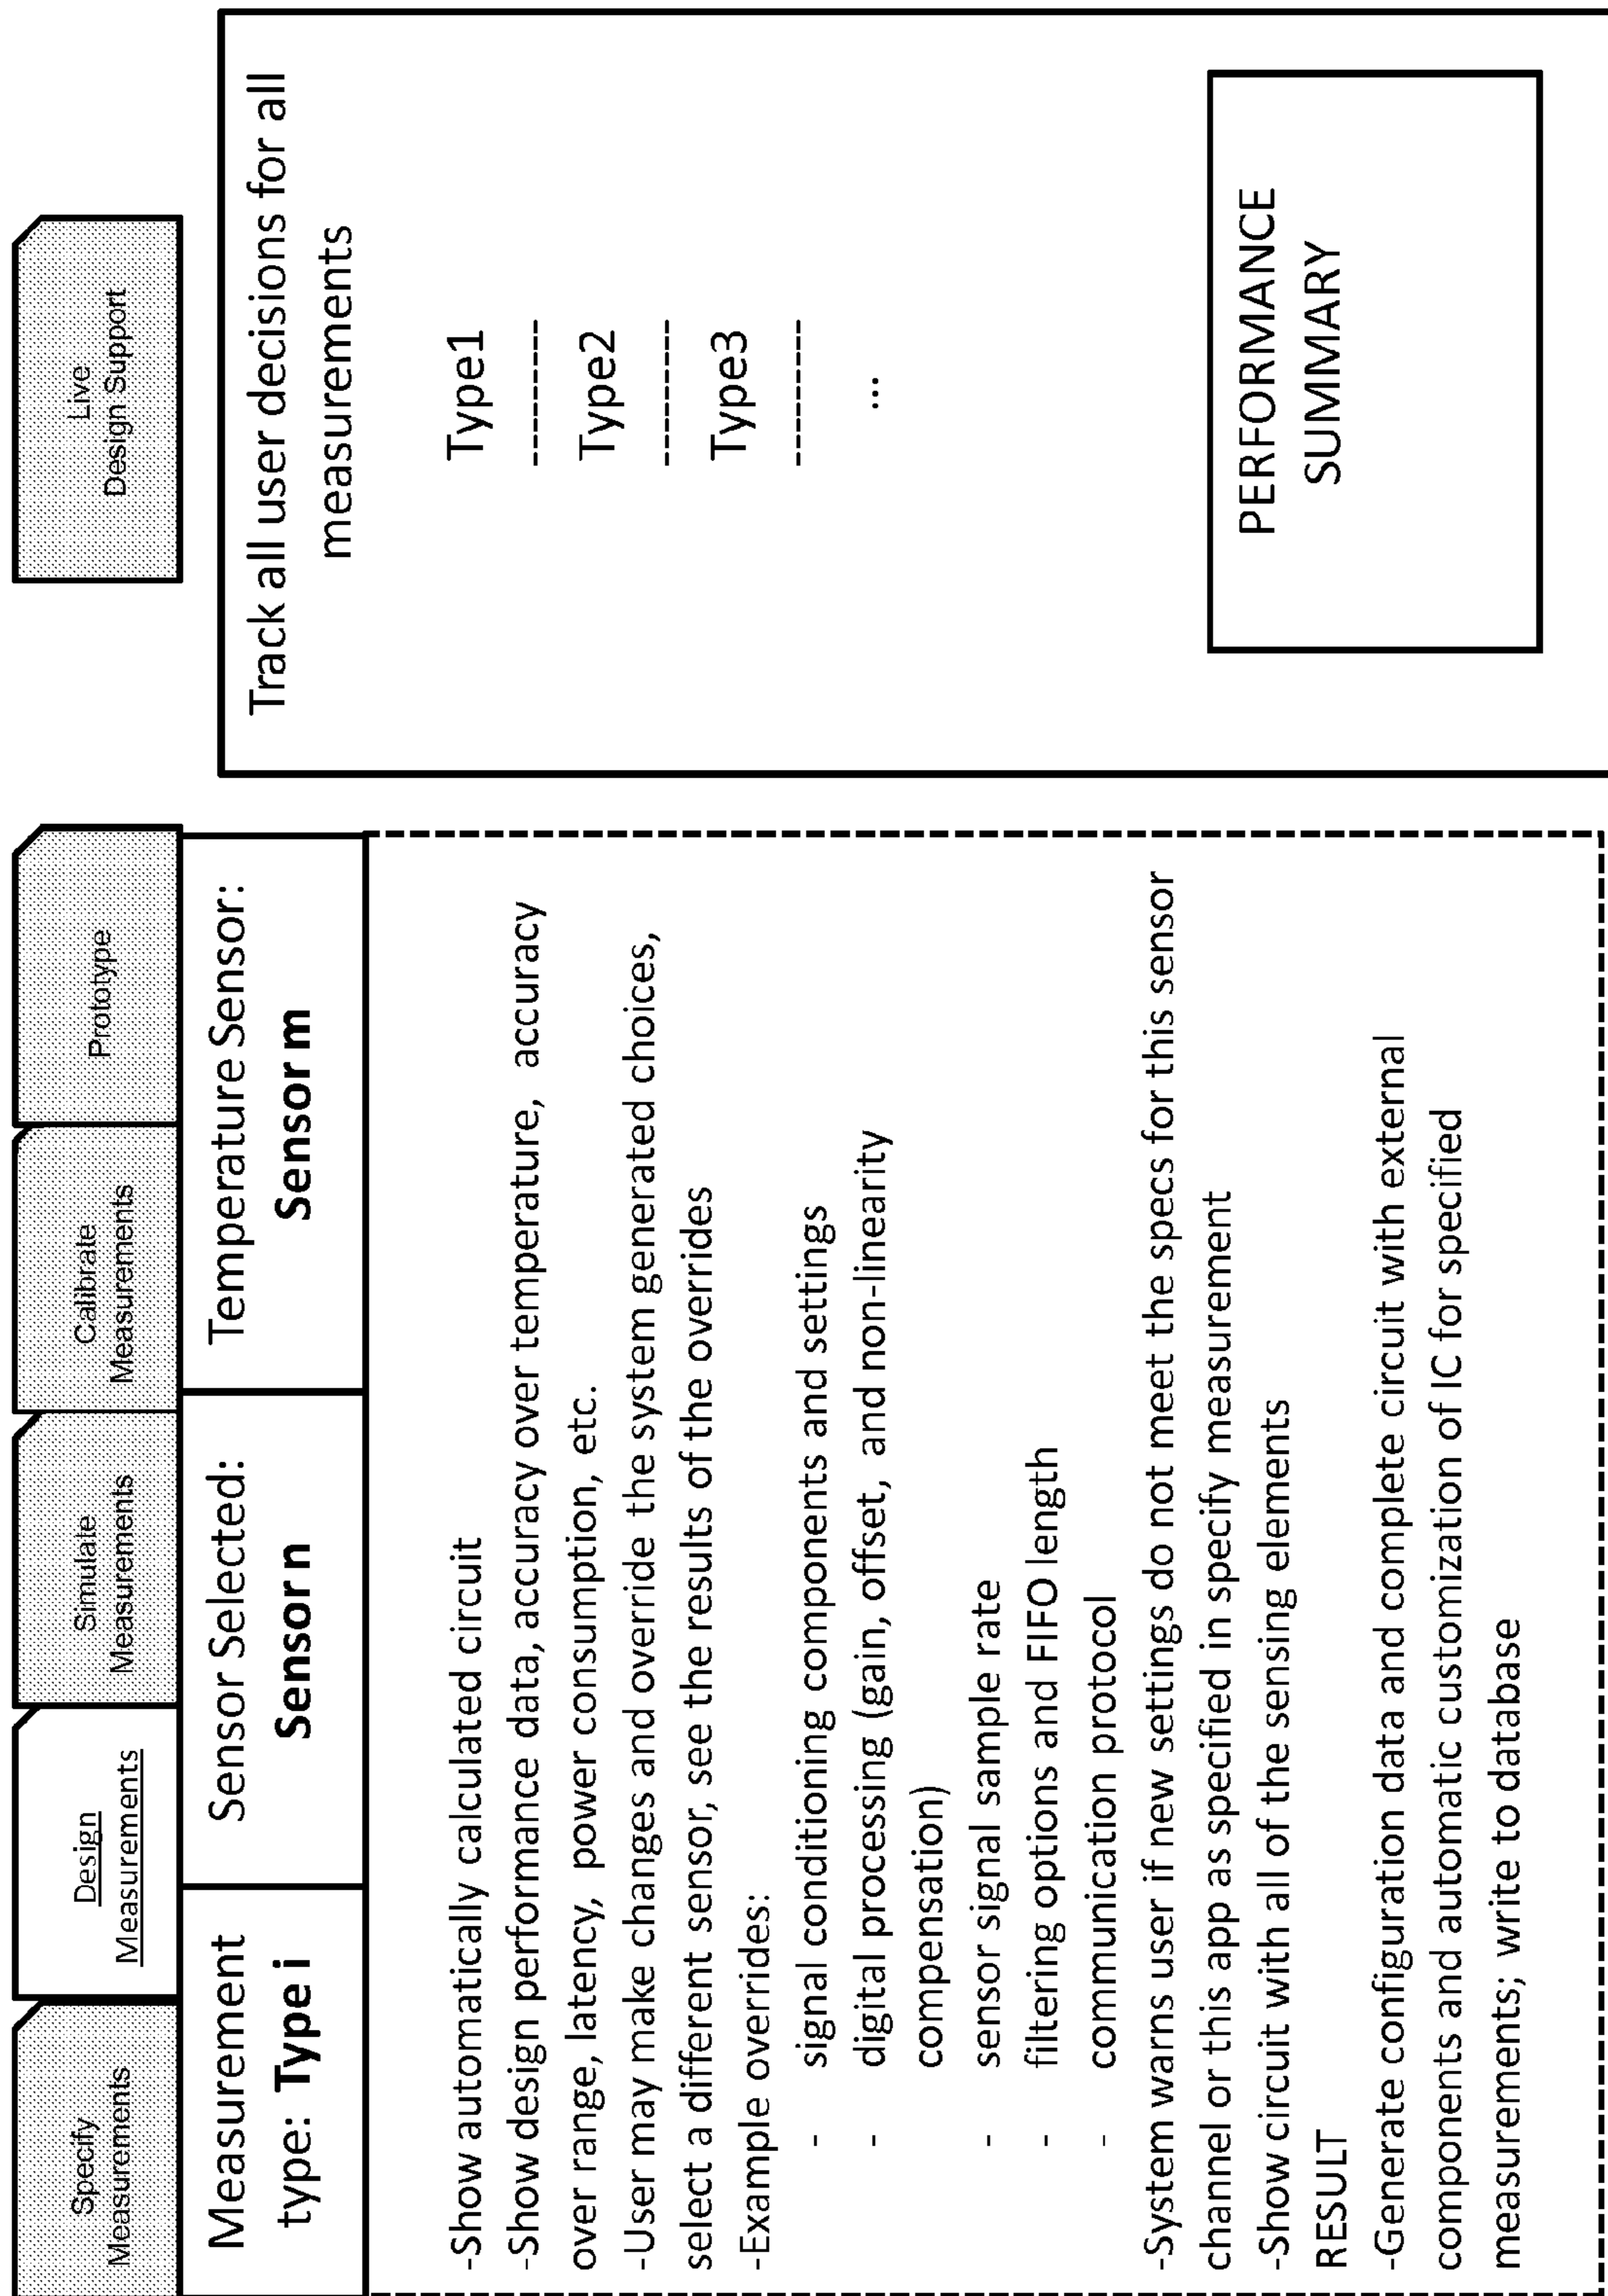 Specify
Measurements
Design
Measurements
Simulate
Measurements
Calibrate
Measurements
Prototype
Live
Design Support
Measurement
type: Type i
Sensor Selected:
Sensor n
Temperature Sensor:
Sensor m
-Show automatically calculated circuit
-Show design performance data, accuracy over temperature, accuracy
over range, latency, power consumption, etc.
-User may make changes and override the system generated choices,
select a different sensor, see the results of the overrides
-Example overrides:
- signal conditioning components and settings
- digital processing (gain, offset, and non-linearity
compensation)
- sensor signal sample rate
- filtering options and FIFO length
- communication protocol
-System warns user if new settings do not meet the specs for this sensor
channel or this app as specified in specify measurement
-Show circuit with all of the sensing elements
RESULT
-Generate configuration data and complete circuit with external
components and automatic customization of IC for specified
measurements; write to database
Track all user decisions for all
measurements
Type1
----------
Type2
----------
Type3
----------
...
PERFORMANCE
SUMMARY